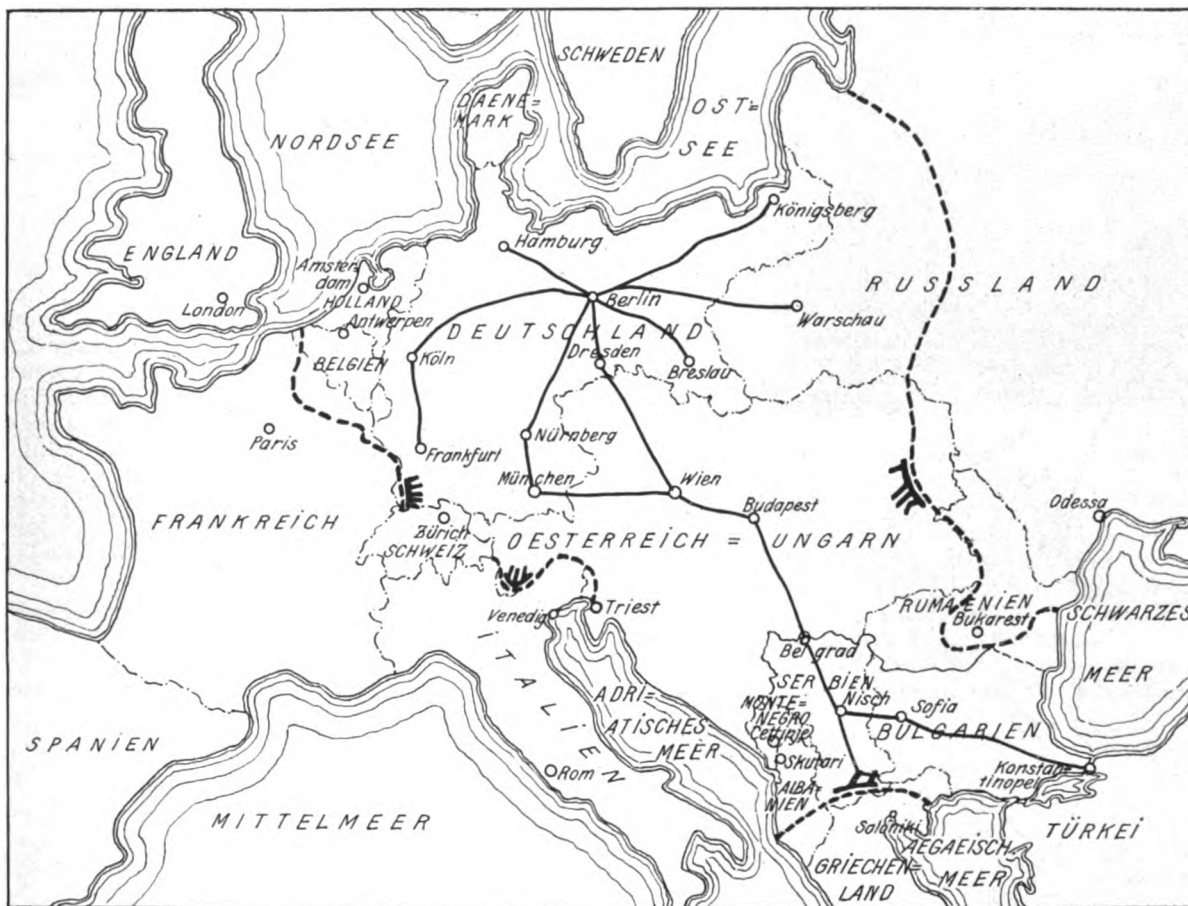 SCHWEDEN
DAENE=
MARK
OST=
SEE
NORDSEE
Königsberg
Hamburg
ENGLAND
Amster-
dam
HOLLAND
RUSSLAND
London
Berlin
Warschau
Antwerpen
DEUTSCHLAND
BELGIEN
Köln
Dresden
Breslau
Paris
Nürnberg
Frankfurt
München
Wien
Budapest
Odessa
FRANKREICH
Zürich
SCHWEIZ
OESTERREICH = UNGARN
Venedig
Triest
RUMAENIEN
Bukarest
SCHWARZES
MEER
ITALIEN
Belgrad
SERBIEN
ADRI=
ATISCHES
MEER
MONTE=
NEGRO
Cettinje
Nisch
Sofia
BULGARIEN
SPANIEN
Skutari
Rom
Konstan-
tinopel
ALBA=
NIEN
MITTELMEER
Saloniki
TÜRKEI
AEGAEISCH.
MEER
GRIECHEN=
LAND